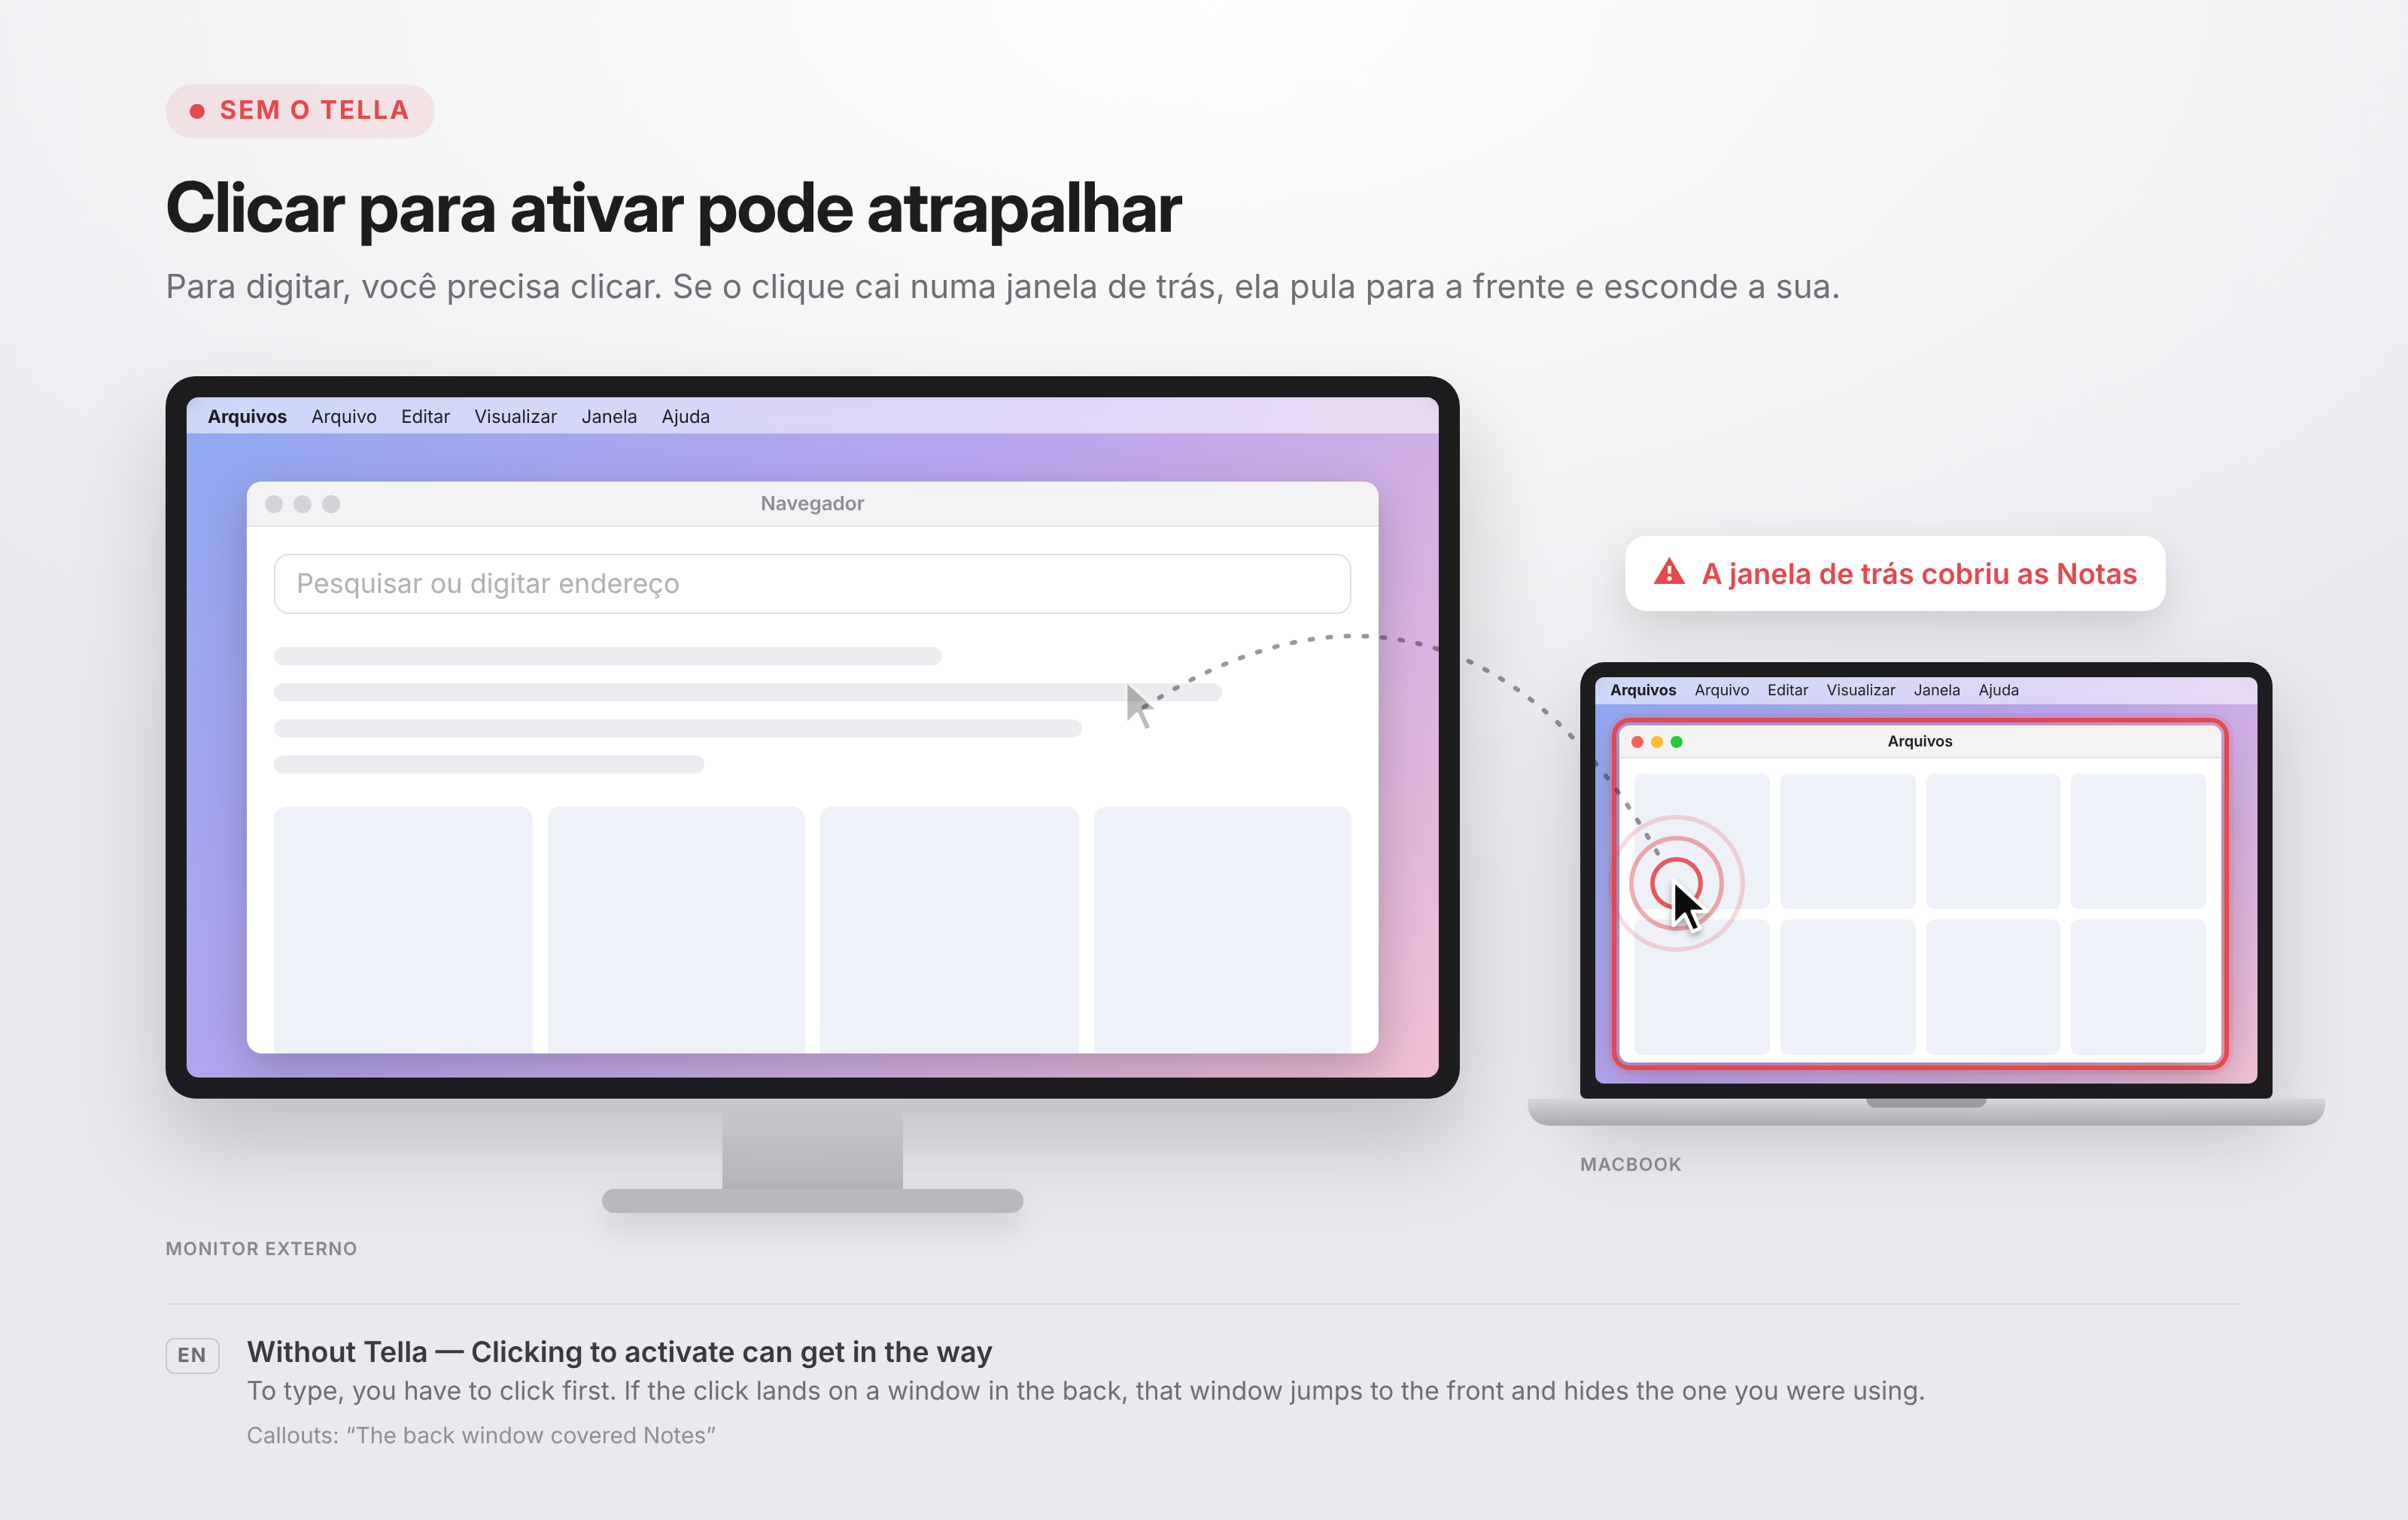 SEM O TELLA
Clicar para ativar pode atrapalhar
Para digitar, você precisa clicar. Se o clique cai numa janela de trás, ela pula para a frente e esconde a sua.
Arquivos Arquivo Editar Visualizar Janela Ajuda
Navegador
Pesquisar ou digitar endereço
A janela de trás cobriu as Notas
Arquivos Arquivo Editar Visualizar Janela Ajuda
Arquivos
MACBOOK
MONITOR EXTERNO
EN
Without Tella — Clicking to activate can get in the way
To type, you have to click first. If the click lands on a window in the back, that window jumps to the front and hides the one you were using.
Callouts: “The back window covered Notes”